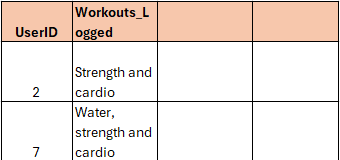 UserID Workouts_L
ogged
2 Strength and
cardio
7 Water,
strength and
cardio